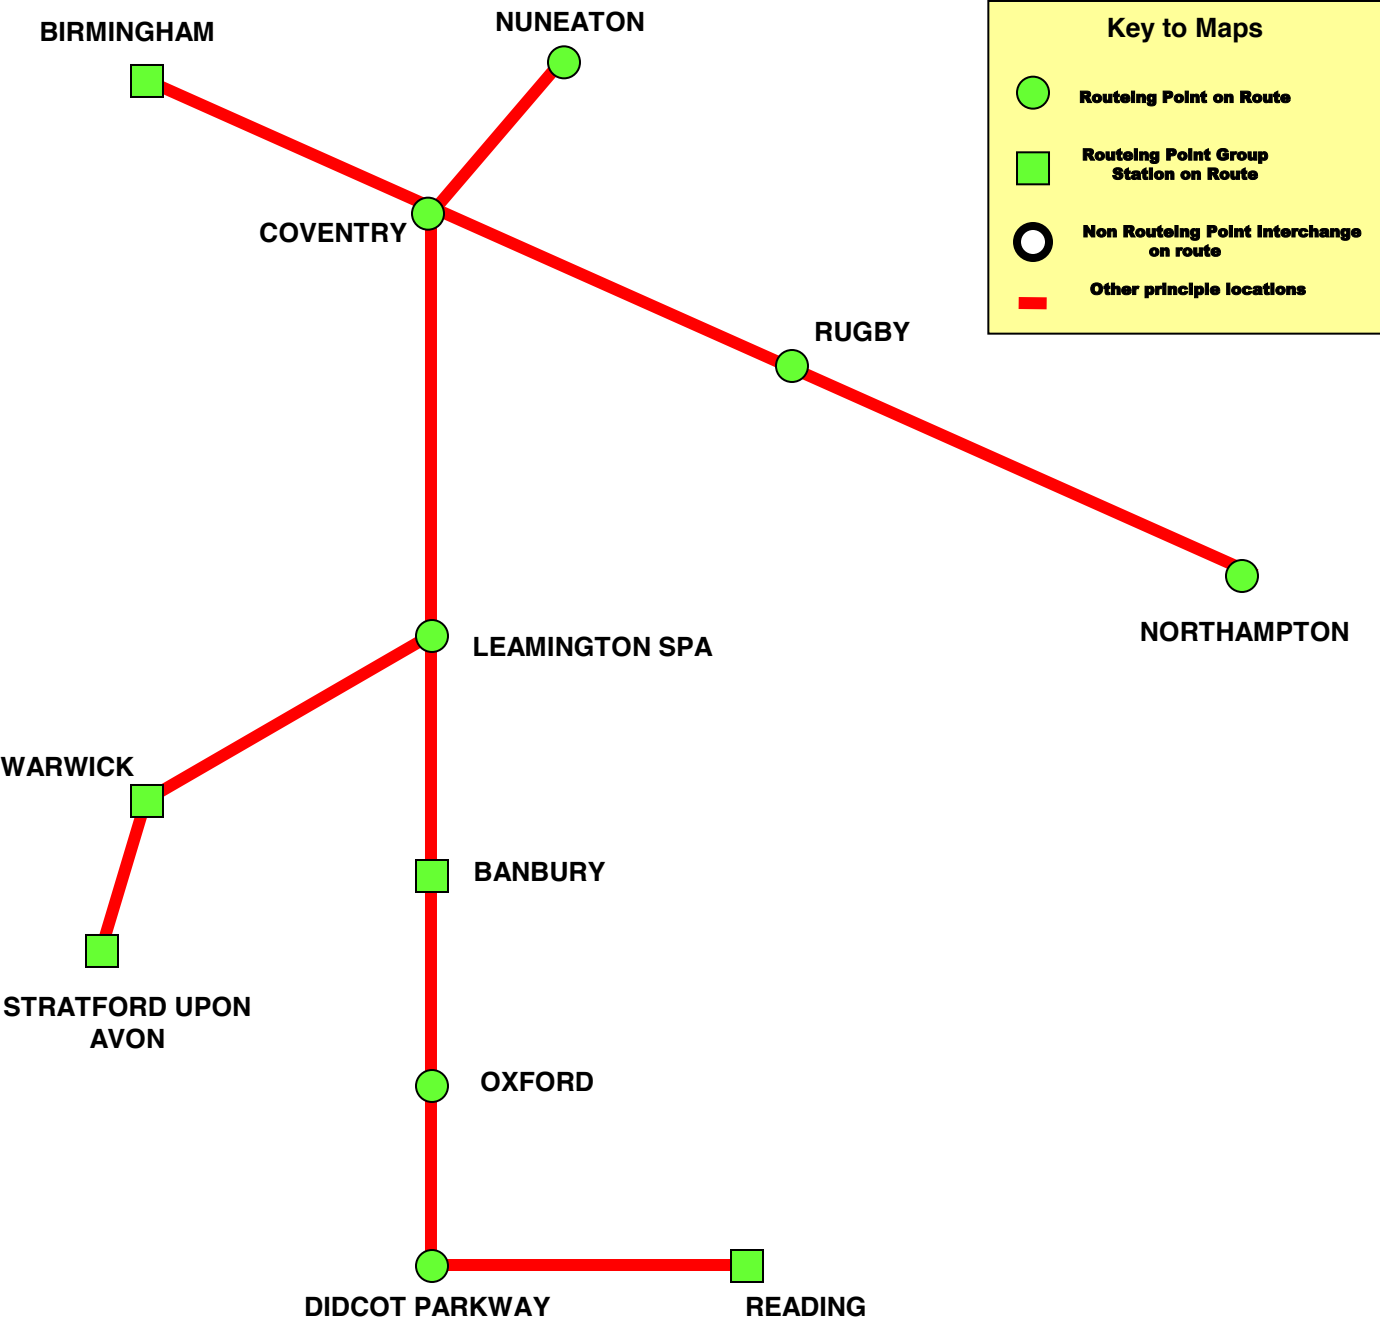 BIRMINGHAM
NUNEATON
Key to Maps
Routeing Point on Route
Routeing Point Group
Station on Route
Non Routeing Point Interchange
on route
Other principle locations
COVENTRY
RUGBY
NORTHAMPTON
LEAMINGTON SPA
WARWICK
BANBURY
STRATFORD UPON
AVON
OXFORD
DIDCOT PARKWAY
READING